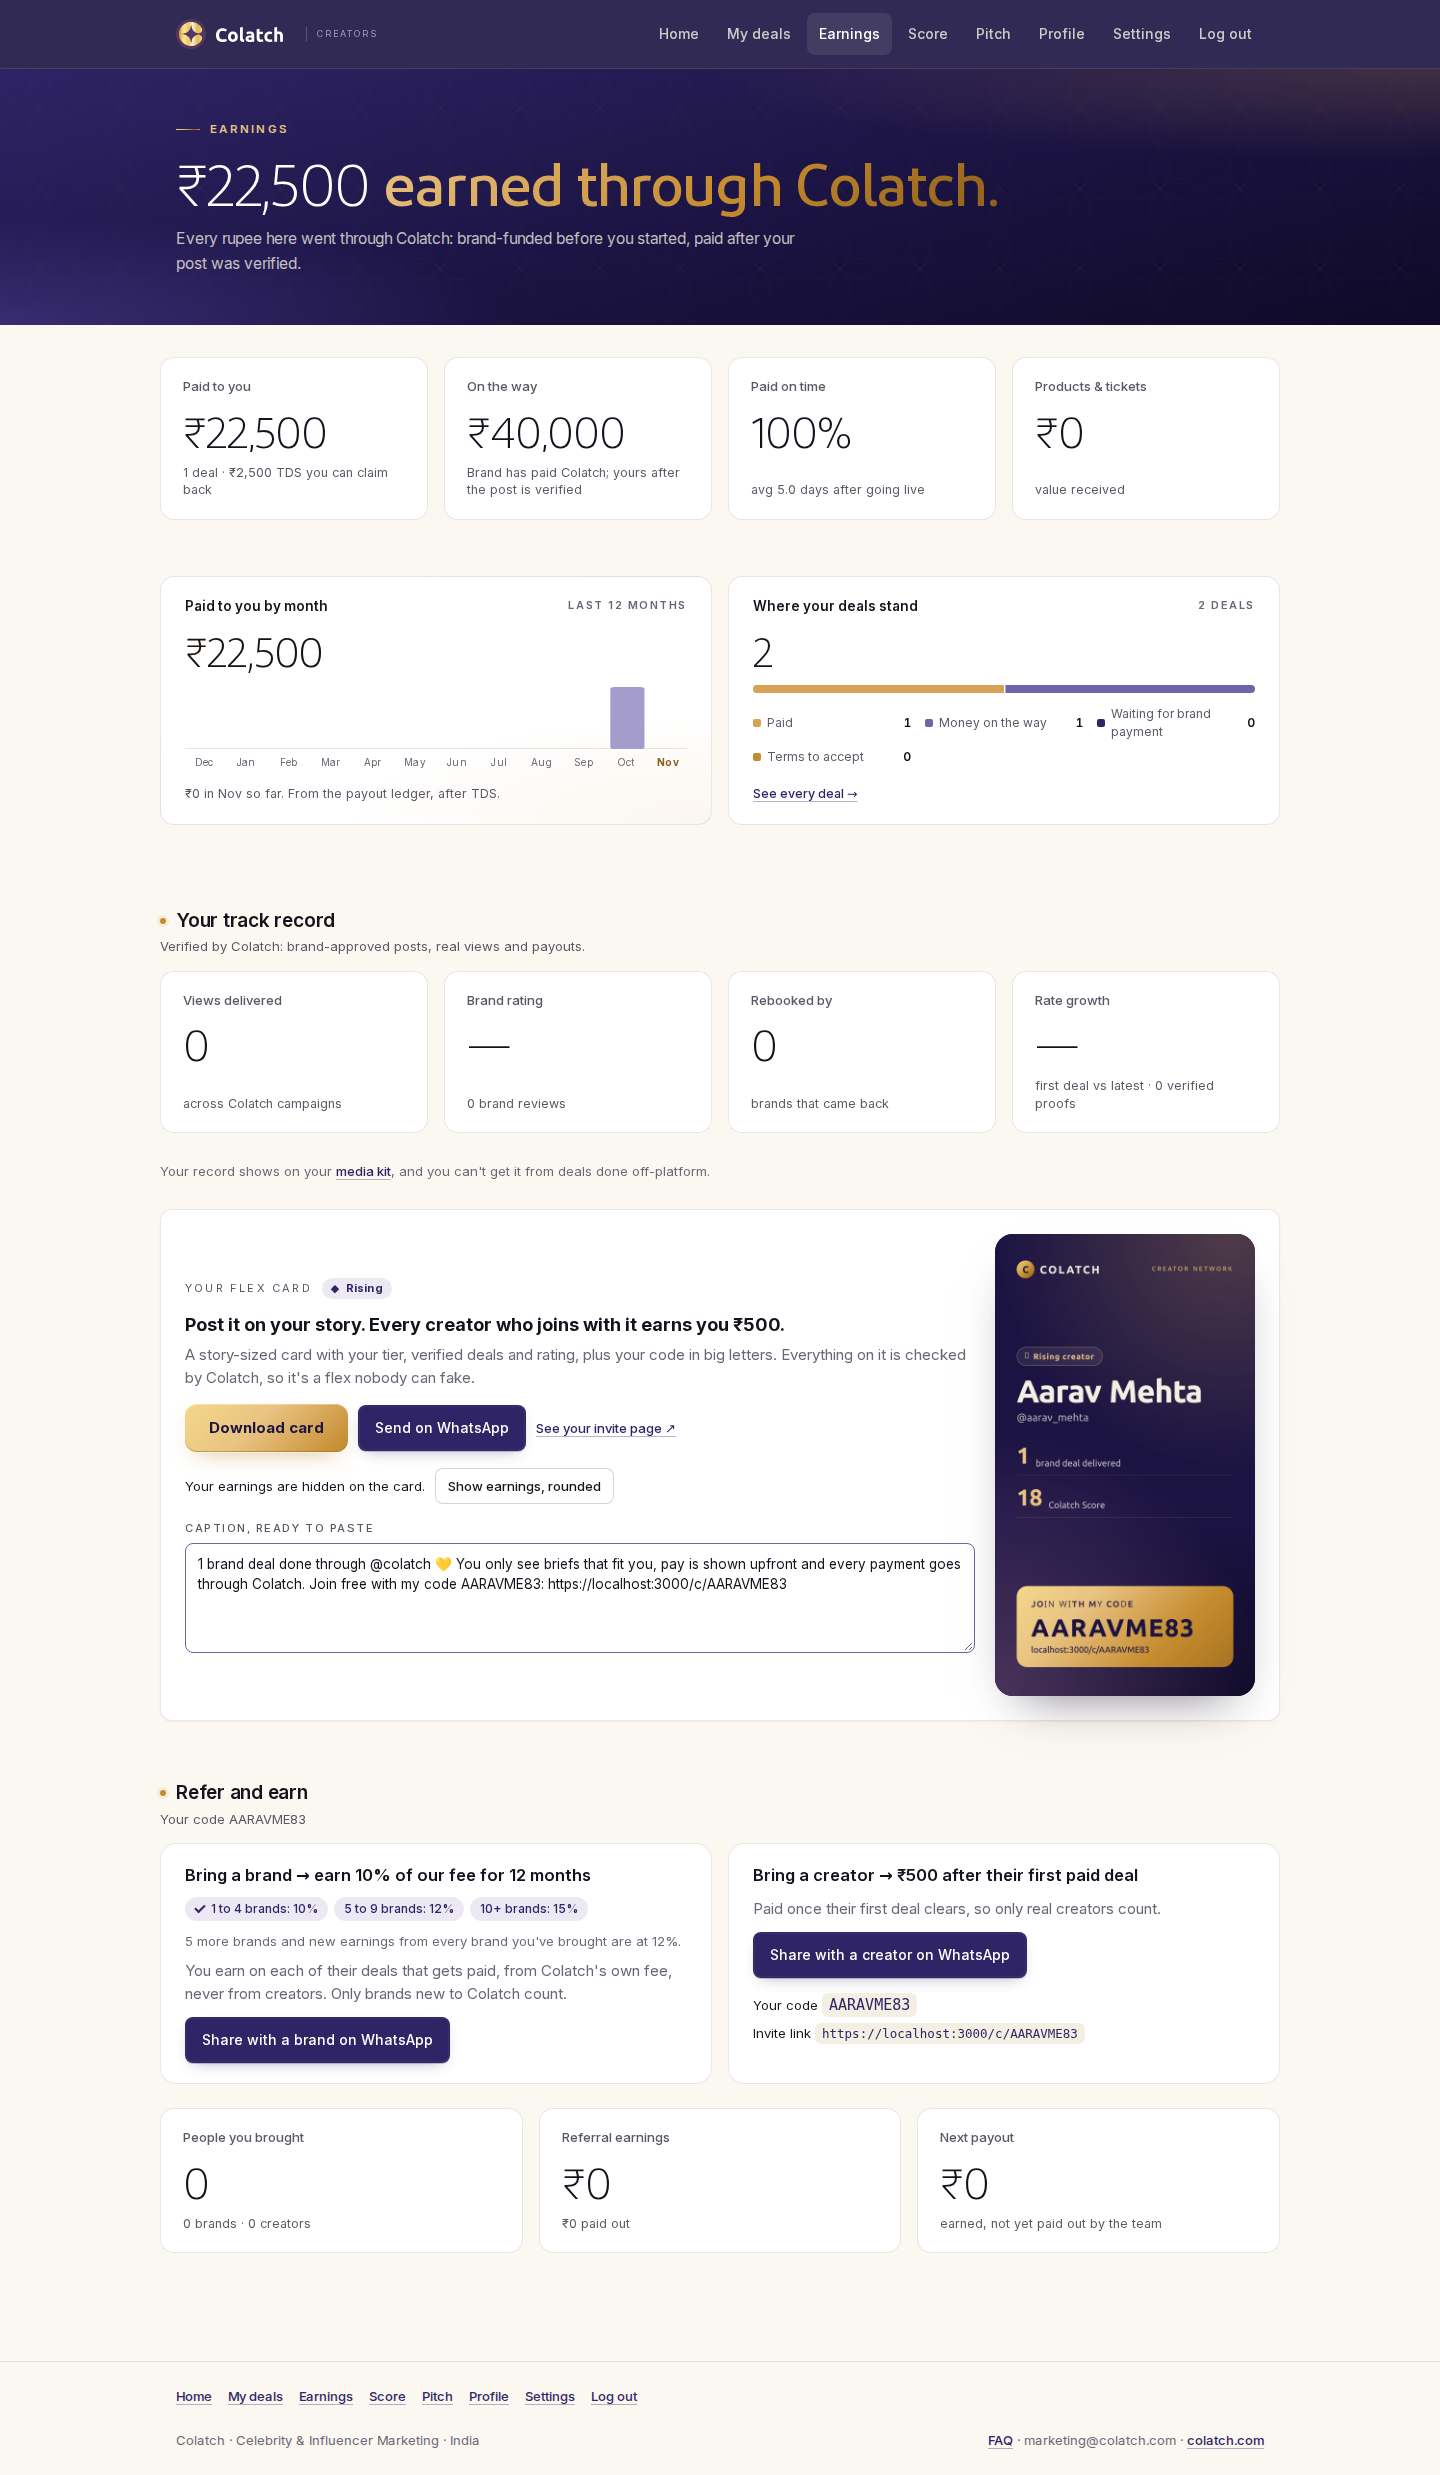 Colatch
CREATORS
Home
My deals
Earnings
Score
Pitch
Profile
Settings
Log out
EARNINGS
₹22,500 earned through Colatch.
Every rupee here went through Colatch: brand-funded before you started, paid after your
post was verified.
Paid to you
₹22,500
1 deal · ₹2,500 TDS you can claim
back
On the way
₹40,000
Brand has paid Colatch; yours after
the post is verified
Paid on time
100%
avg 5.0 days after going live
Products & tickets
₹0
value received
Paid to you by month
LAST 12 MONTHS
₹22,500
Dec Jan Feb Mar Apr May Jun Jul Aug Sep Oct Nov
₹0 in Nov so far. From the payout ledger, after TDS.
Where your deals stand
2 DEALS
2
Paid 1
Money on the way 1
Waiting for brand
payment 0
Terms to accept 0
See every deal →
Your track record
Verified by Colatch: brand-approved posts, real views and payouts.
Views delivered
0
across Colatch campaigns
Brand rating
—
0 brand reviews
Rebooked by
0
brands that came back
Rate growth
—
first deal vs latest · 0 verified
proofs
Your record shows on your media kit, and you can't get it from deals done off-platform.
YOUR FLEX CARD
◆ Rising
Post it on your story. Every creator who joins with it earns you ₹500.
A story-sized card with your tier, verified deals and rating, plus your code in big letters. Everything on it is checked
by Colatch, so it's a flex nobody can fake.
Download card
Send on WhatsApp
See your invite page ↗
Your earnings are hidden on the card.
Show earnings, rounded
CAPTION, READY TO PASTE
1 brand deal done through @colatch 💛 You only see briefs that fit you, pay is shown upfront and every payment goes
through Colatch. Join free with my code AARAVME83: https://localhost:3000/c/AARAVME83
C COLATCH
CREATOR NETWORK
Rising creator
Aarav Mehta
@aarav_mehta
1 brand deal delivered
18 Colatch Score
JOIN WITH MY CODE
AARAVME83
localhost:3000/c/AARAVME83
Refer and earn
Your code AARAVME83
Bring a brand → earn 10% of our fee for 12 months
✓ 1 to 4 brands: 10%
5 to 9 brands: 12%
10+ brands: 15%
5 more brands and new earnings from every brand you've brought are at 12%.
You earn on each of their deals that gets paid, from Colatch's own fee,
never from creators. Only brands new to Colatch count.
Share with a brand on WhatsApp
Bring a creator → ₹500 after their first paid deal
Paid once their first deal clears, so only real creators count.
Share with a creator on WhatsApp
Your code AARAVME83
Invite link https://localhost:3000/c/AARAVME83
People you brought
0
0 brands · 0 creators
Referral earnings
₹0
₹0 paid out
Next payout
₹0
earned, not yet paid out by the team
Home My deals Earnings Score Pitch Profile Settings Log out
Colatch · Celebrity & Influencer Marketing · India
FAQ · marketing@colatch.com · colatch.com